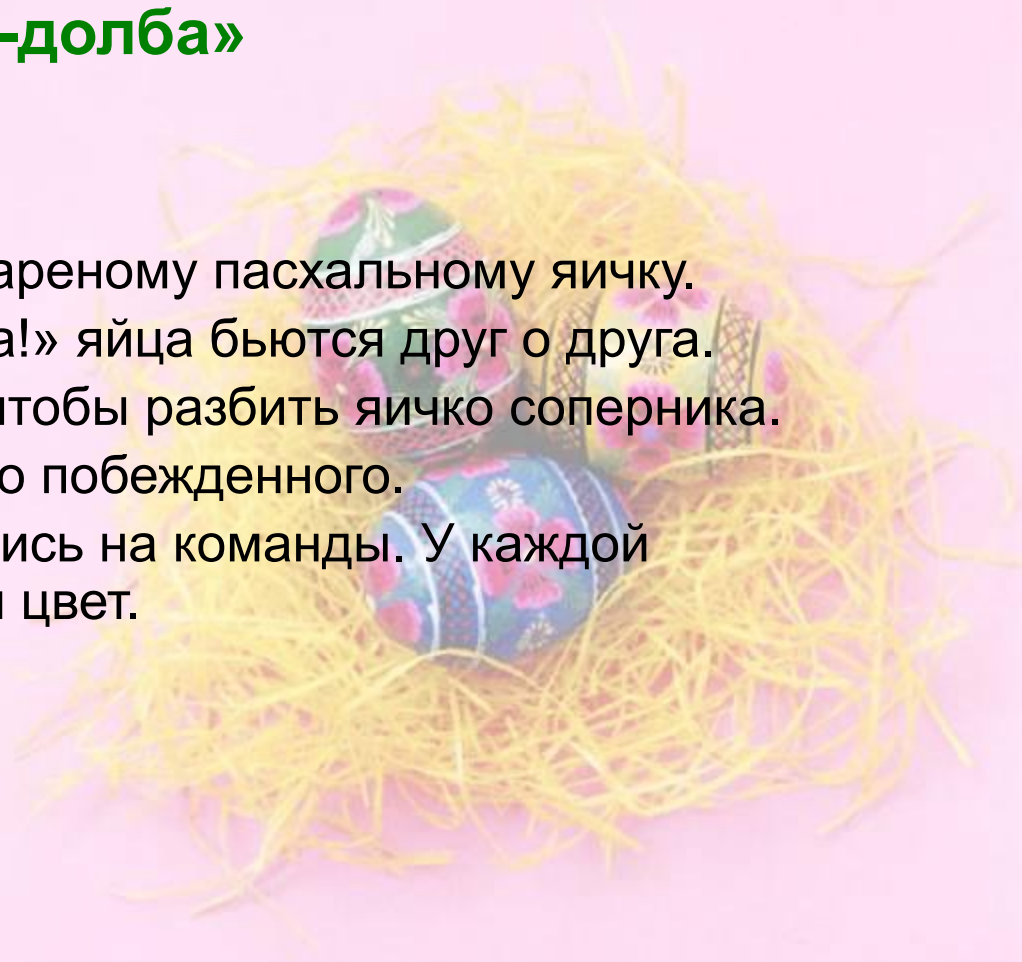 -долба»
ареному пасхальному яичку.
а!» яйца бьются друг о друга.
чтобы разбить яичко соперника.
о побежденного.
ись на команды. У каждой
цвет.